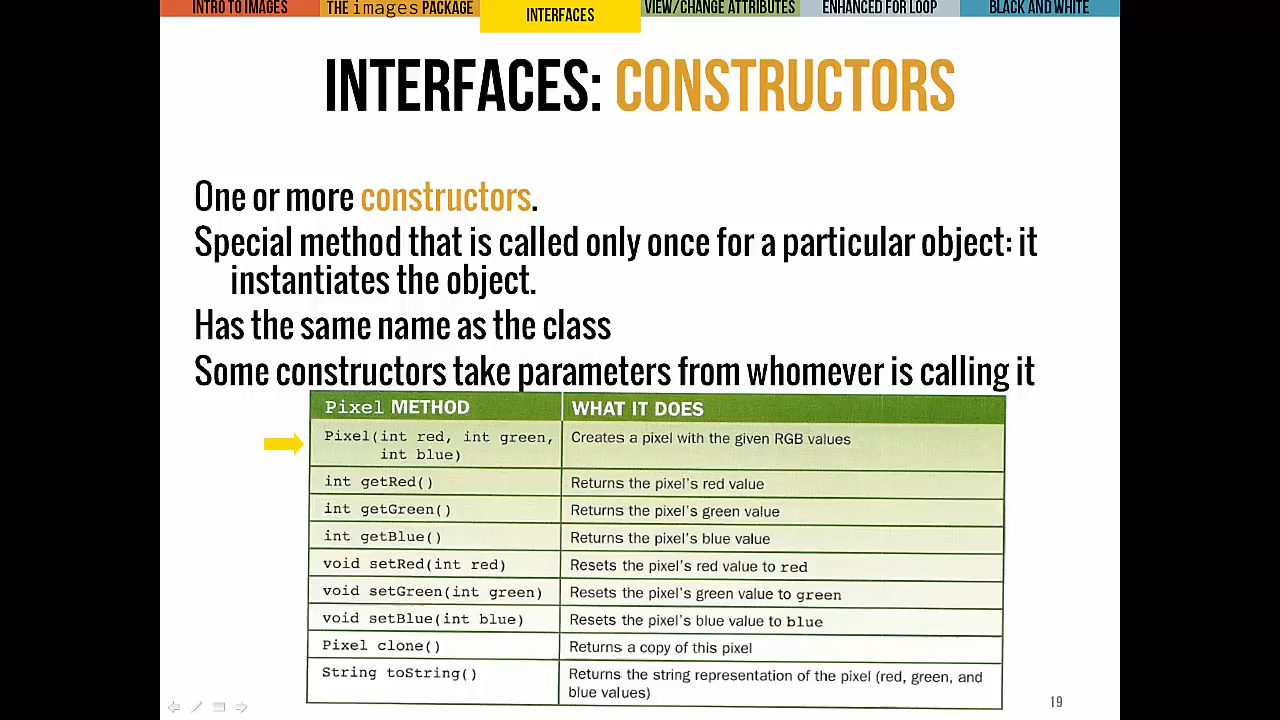 INTRO TO IMAGES THE images PACKAGE INTERFACES VIEW/CHANGE ATTRIBUTES ENHANCED FOR LOOP BLACK AND WHITE
INTERFACES: CONSTRUCTORS
One or more constructors.
Special method that is called only once for a particular object: it
instantiates the object.
Has the same name as the class
Some constructors take parameters from whomever is calling it
Pixel METHOD WHAT IT DOES
Pixel(int red, int green, Creates a pixel with the given RGB values
int blue)
int getRed() Returns the pixel's red value
int getGreen() Returns the pixel's green value
int getBlue() Returns the pixel's blue value
void setRed(int red) Resets the pixel's red value to red
void setGreen(int green) Resets the pixel's green value to green
void setBlue(int blue) Resets the pixel's blue value to blue
Pixel clone() Returns a copy of this pixel
String toString() Returns the string representation of the pixel (red, green, and
blue values)
19